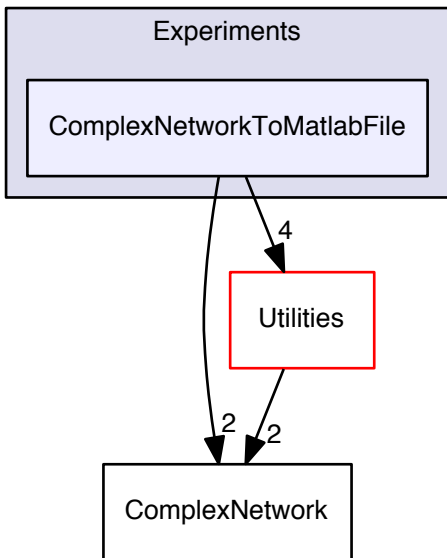 Experiments
ComplexNetworkToMatlabFile
4
Utilities
2
2
ComplexNetwork